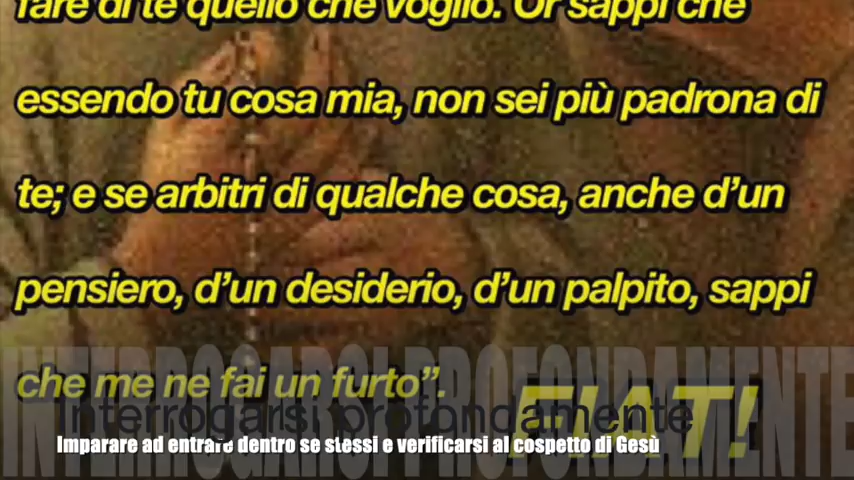 fare di te quello che voglio. Or sappi che
essendo tu cosa mia, non sei più padrona di
te; e se arbitri di qualche cosa, anche d’un
pensiero, d’un desiderio, d’un palpito, sappi
che me ne fai un furto”.
FIAT!
INTERROGARSI PROFONDAMENTE
Interrogarsi profondamente
Imparare ad entrare dentro se stessi e verificarsi al cospetto di Gesù